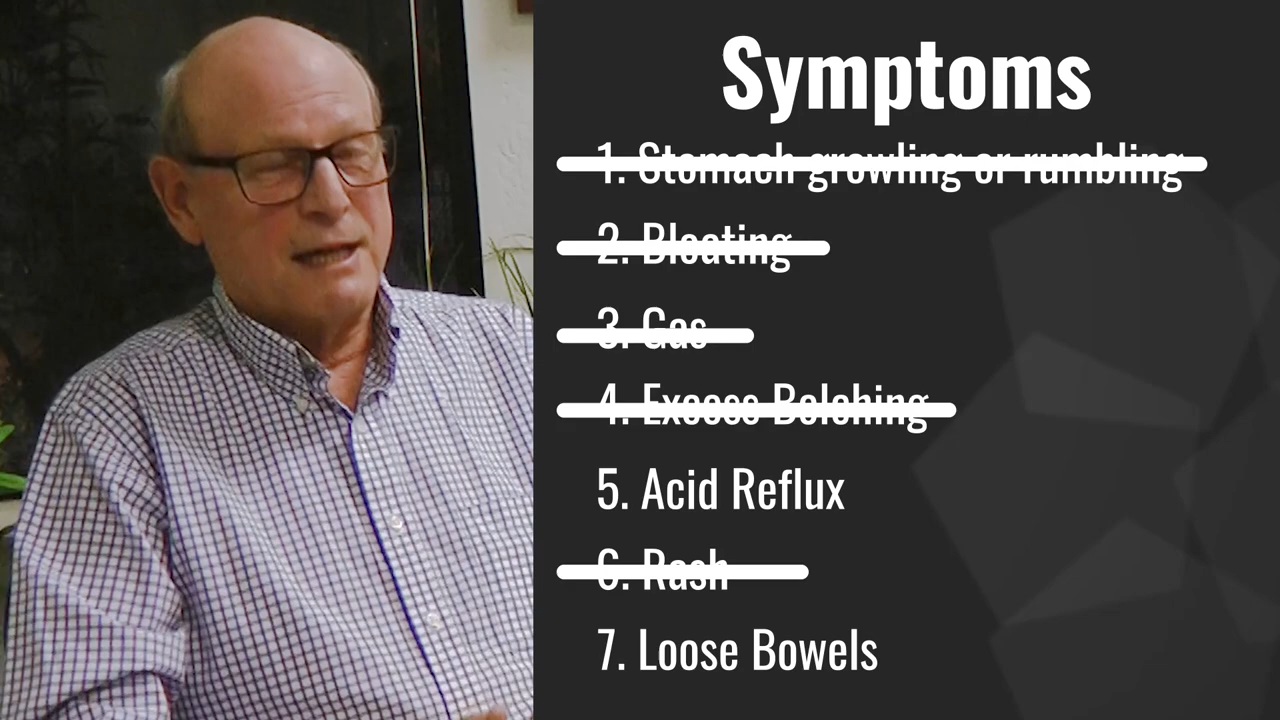 Symptoms
1. Stomach growling or rumbling
2. Bloating
3. Gas
4. Excess Belching
5. Acid Reflux
6. Rash
7. Loose Bowels